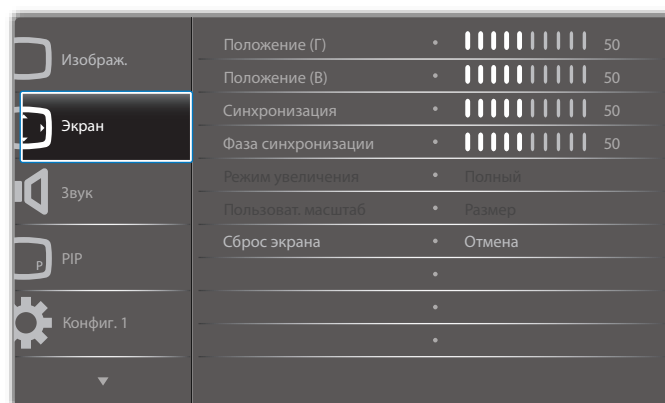 Изображ.
Экран
Звук
P
PIP
Конфиг. 1
Положение (Г) • 50
Положение (В) • 50
Синхронизация • 50
Фаза синхронизации • 50
Режим увеличения • Полный
Пользоват. масштаб • Размер
Сброс экрана • Отмена